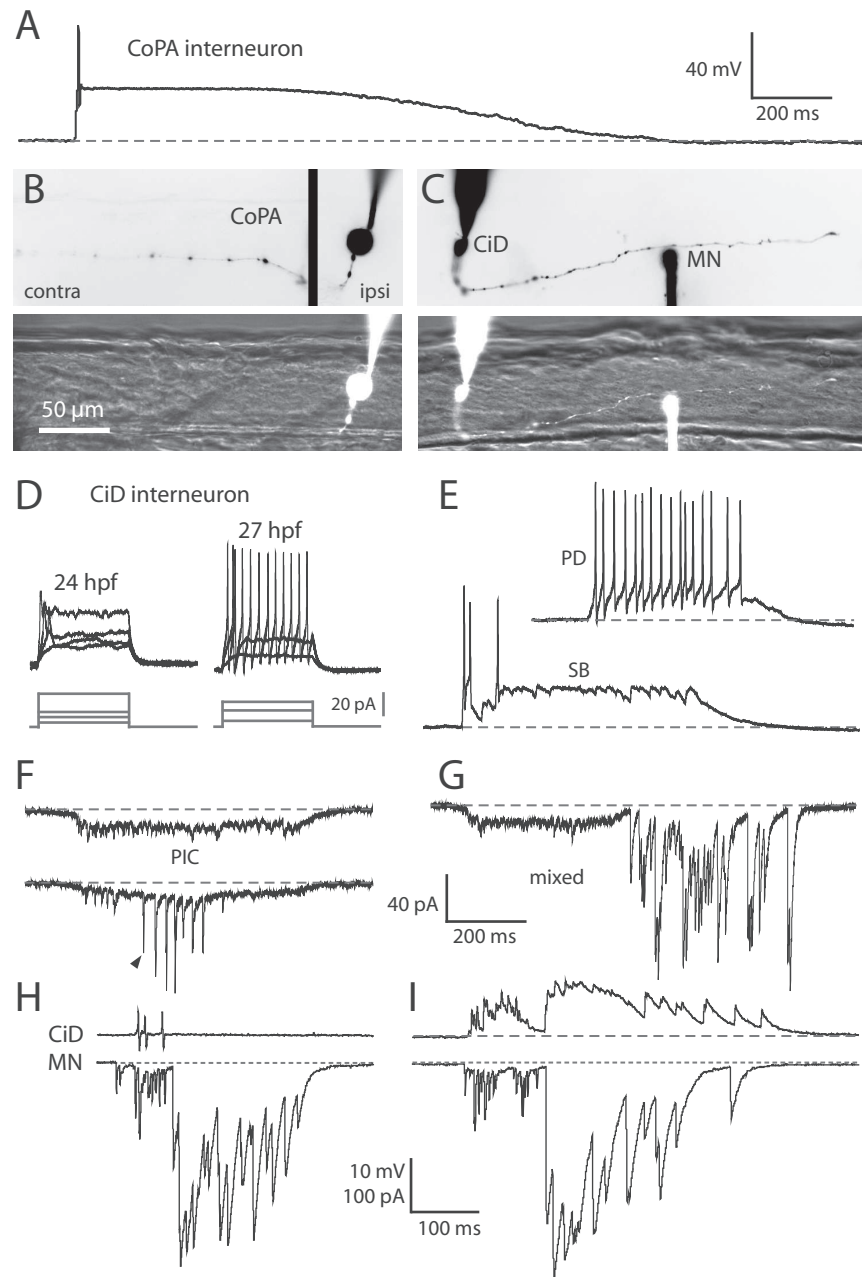 A
CoPA interneuron
40 mV
200 ms
B
CoPA
contra
ipsi
C
CiD
MN
50 µm
D
CiD interneuron
24 hpf
27 hpf
20 pA
E
PD
SB
F
PIC
G
mixed
40 pA
200 ms
H
CiD
MN
I
10 mV
100 pA
100 ms